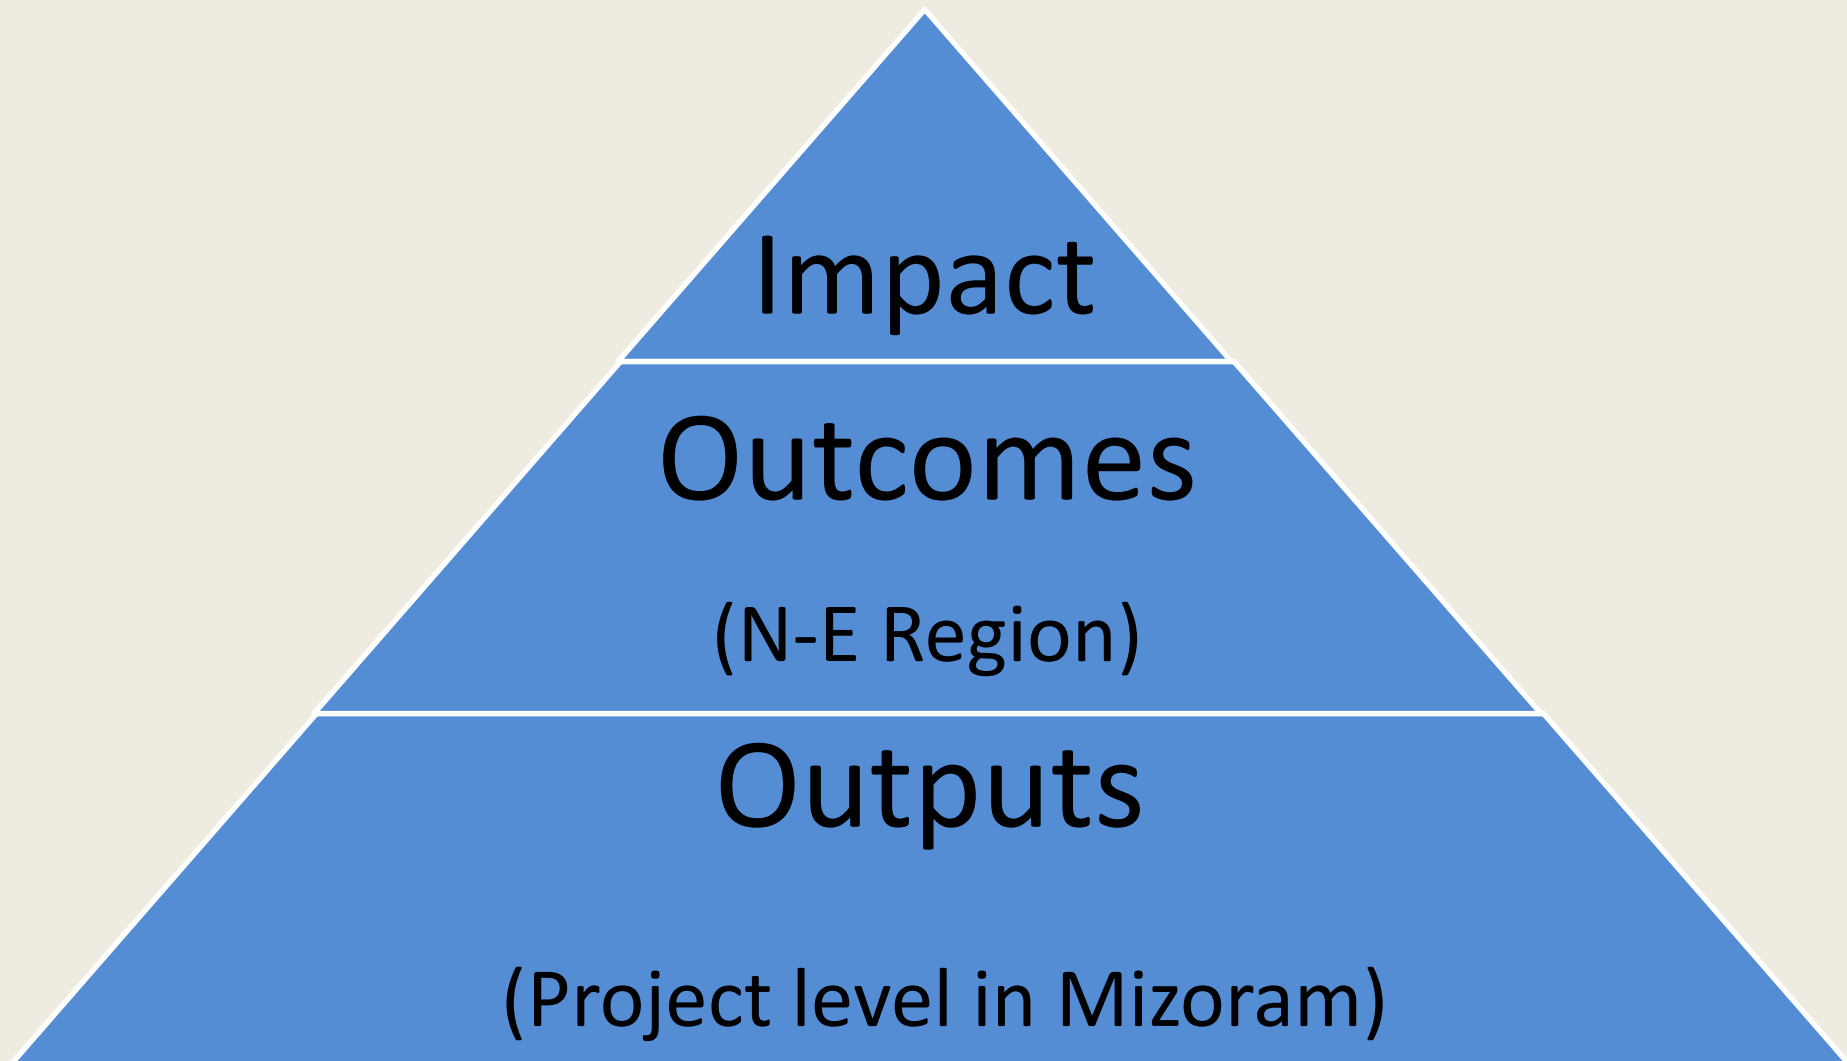 Impact
Outcomes
(N-E Region)
Outputs
(Project level in Mizoram)